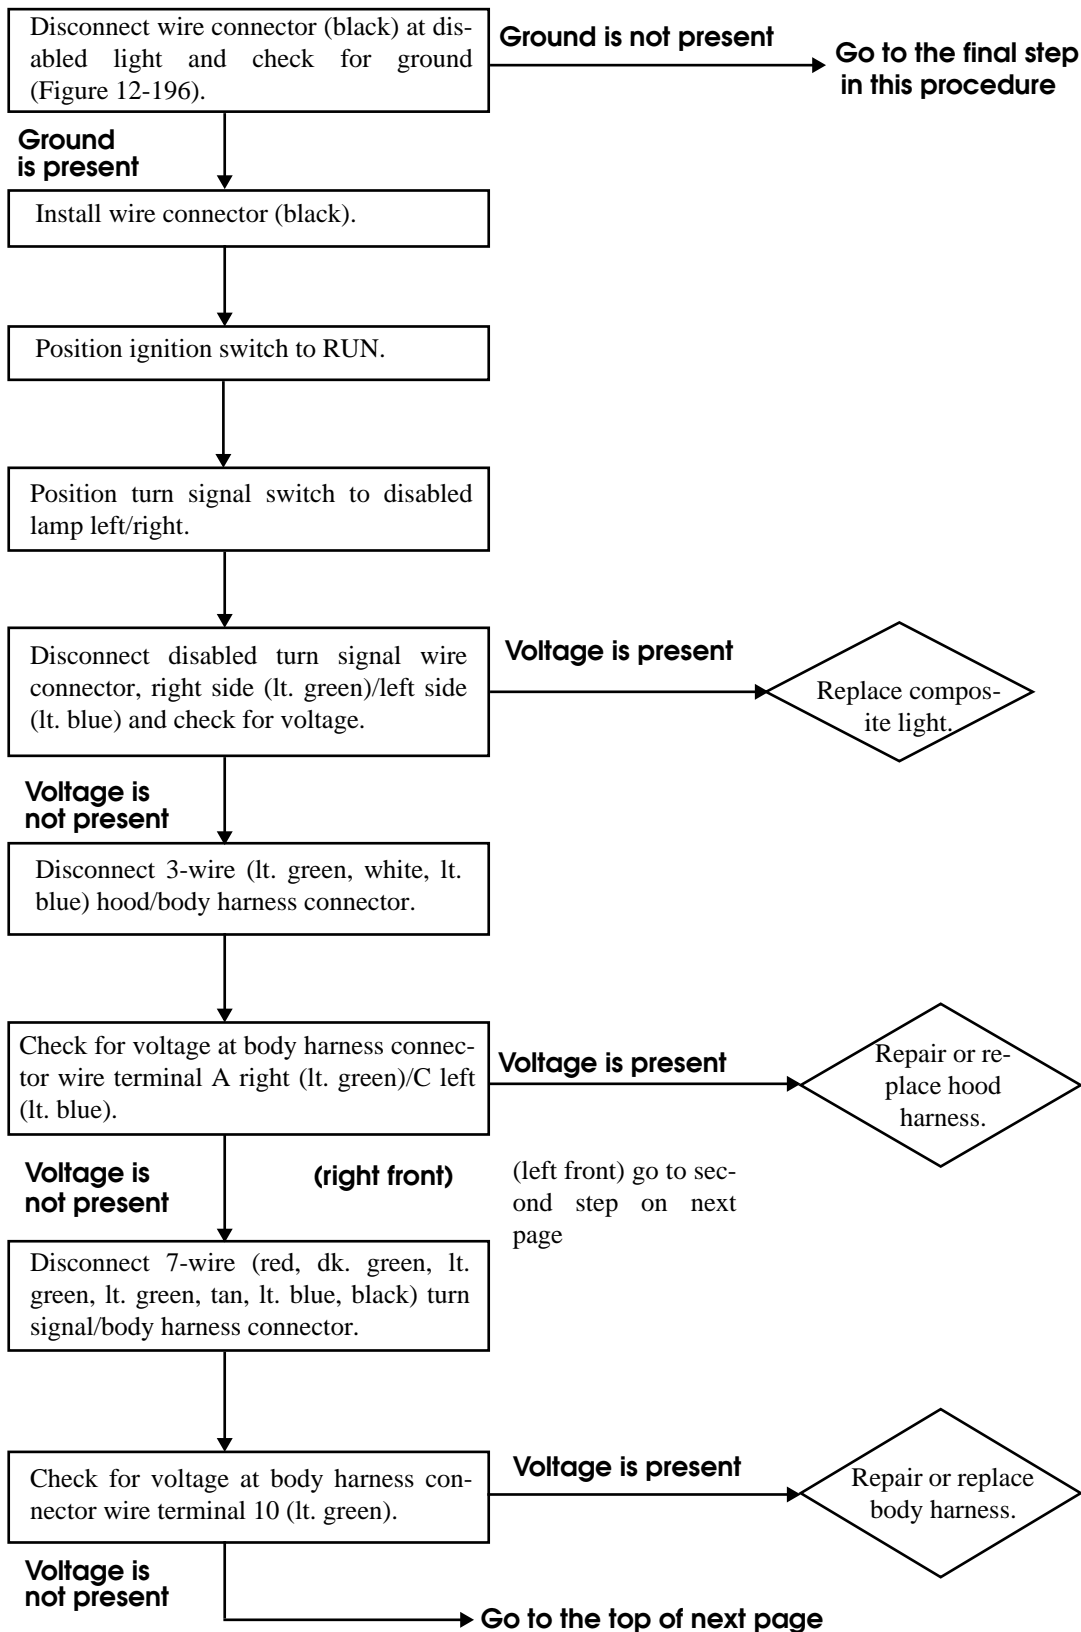 Disconnect wire connector (black) at dis-
abled light and check for ground
(Figure 12-196).
Ground is not present
Go to the final step
in this procedure
Ground
is present
Install wire connector (black).
Position ignition switch to RUN.
Position turn signal switch to disabled
lamp left/right.
Disconnect disabled turn signal wire
connector, right side (lt. green)/left side
(lt. blue) and check for voltage.
Voltage is present
Replace compos-
ite light.
Voltage is
not present
Disconnect 3-wire (lt. green, white, lt.
blue) hood/body harness connector.
Check for voltage at body harness connec-
tor wire terminal A right (lt. green)/C left
(lt. blue).
Voltage is present
Repair or re-
place hood
harness.
Voltage is
not present
(right front)
(left front) go to sec-
ond step on next
page
Disconnect 7-wire (red, dk. green, lt.
green, lt. green, tan, lt. blue, black) turn
signal/body harness connector.
Check for voltage at body harness con-
nector wire terminal 10 (lt. green).
Voltage is present
Repair or replace
body harness.
Voltage is
not present
Go to the top of next page